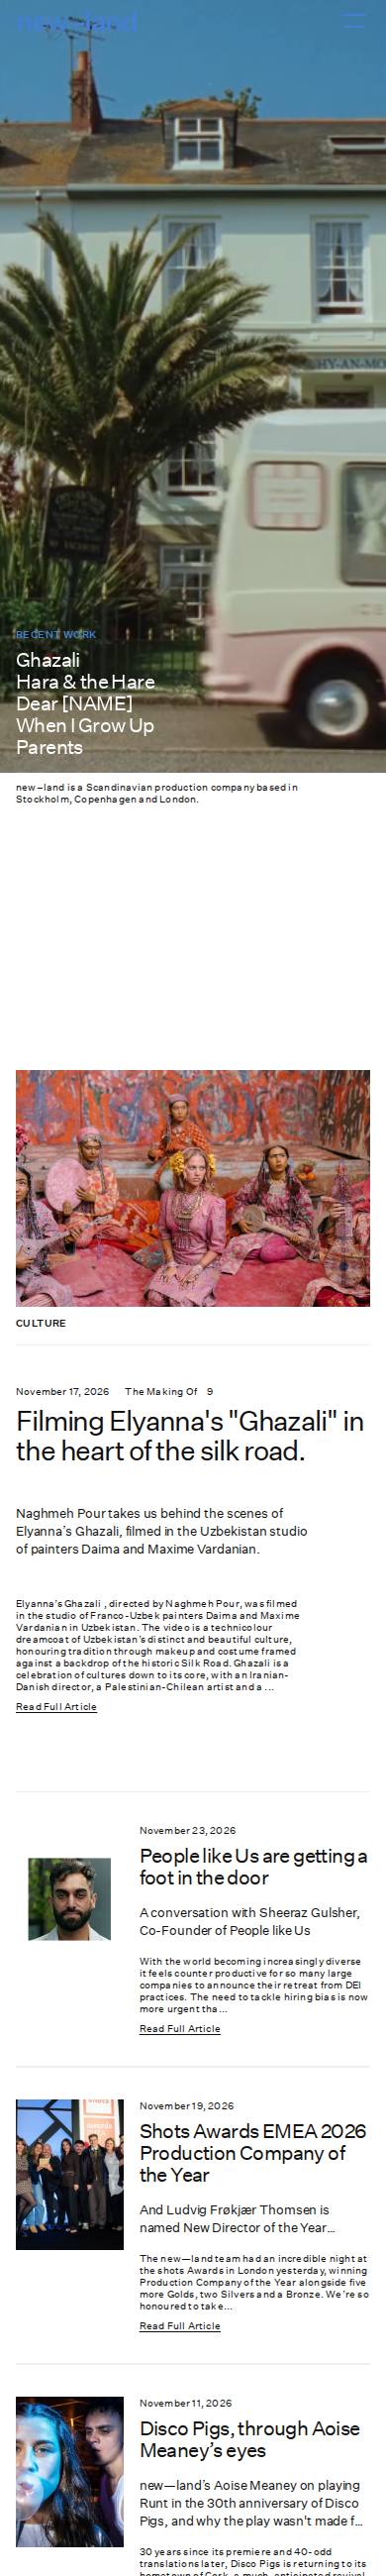 new–land
HY-AN-MO
RECENT WORK
Ghazali
Hara & the Hare
Dear [NAME]
When I Grow Up
Parents
new–land is a Scandinavian production company based in
Stockholm, Copenhagen and London.
CULTURE
November 17, 2026 The Making Of 9
Filming Elyanna's "Ghazali" in
the heart of the silk road.
Naghmeh Pour takes us behind the scenes of
Elyanna’s Ghazali, filmed in the Uzbekistan studio
of painters Daima and Maxime Vardanian.
Elyanna's Ghazali , directed by Naghmeh Pour, was filmed
in the studio of Franco-Uzbek painters Daima and Maxime
Vardanian in Uzbekistan. The video is a technicolour
dreamcoat of Uzbekistan’s distinct and beautiful culture,
honouring tradition through makeup and costume framed
against a backdrop of the historic Silk Road. Ghazali is a
celebration of cultures down to its core, with an Iranian-
Danish director, a Palestinian-Chilean artist and a ...
Read Full Article
November 23, 2026
People like Us are getting a
foot in the door
A conversation with Sheeraz Gulsher,
Co-Founder of People like Us
With the world becoming increasingly diverse
it feels counter productive for so many large
companies to announce their retreat from DEI
practices. The need to tackle hiring bias is now
more urgent tha...
Read Full Article
November 19, 2026
Shots Awards EMEA 2026
Production Company of
the Year
And Ludvig Frøkjær Thomsen is
named New Director of the Year...
The new—land team had an incredible night at
the shots Awards in London yesterday, winning
Production Company of the Year alongside five
more Golds, two Silvers and a Bronze. We’re so
honoured to take...
Read Full Article
November 11, 2026
Disco Pigs, through Aoise
Meaney’s eyes
new—land’s Aoise Meaney on playing
Runt in the 30th anniversary of Disco
Pigs, and why the play wasn't made f...
30 years since its premiere and 40-odd
translations later, Disco Pigs is returning to its
hometown of Cork, a much-anticipated revival